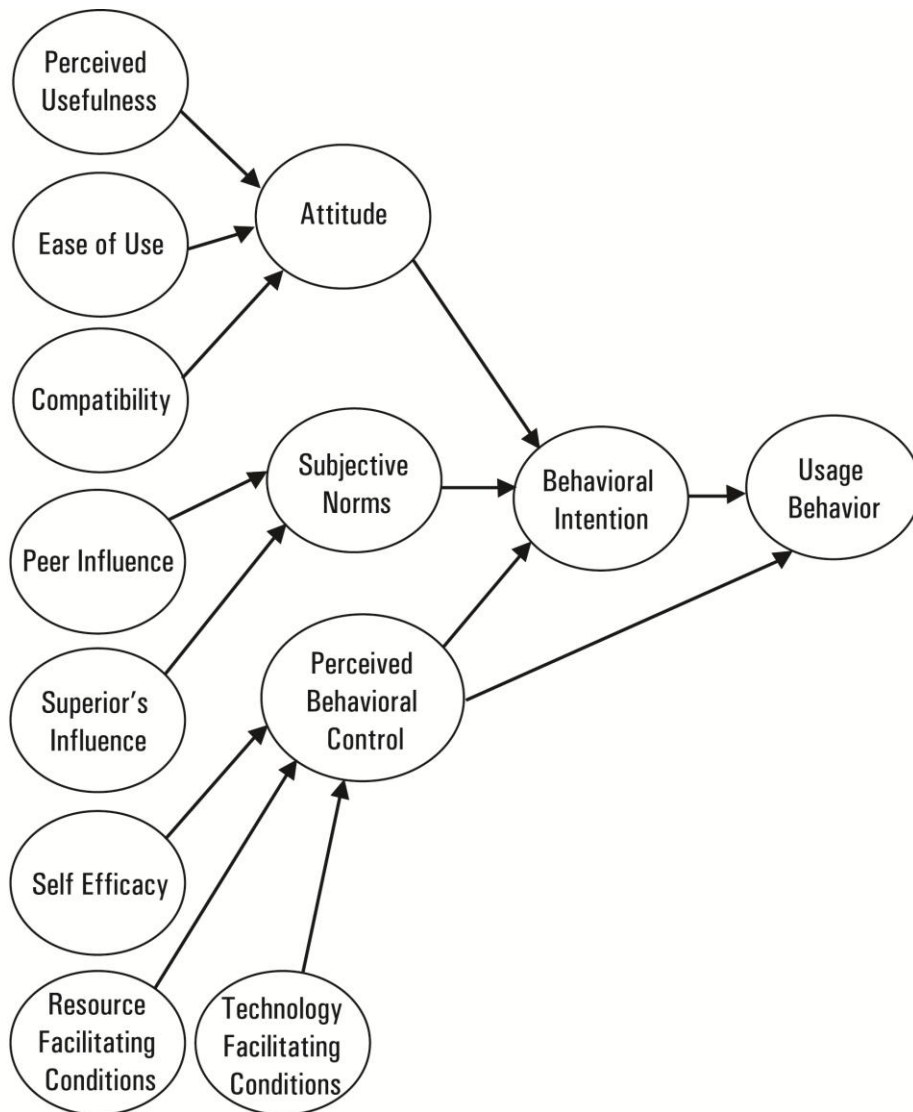 Perceived
Usefulness
Ease of Use
Compatibility
Peer Influence
Superior's
Influence
Self Efficacy
Resource
Facilitating
Conditions
Technology
Facilitating
Conditions
Attitude
Subjective
Norms
Perceived
Behavioral
Control
Behavioral
Intention
Usage
Behavior